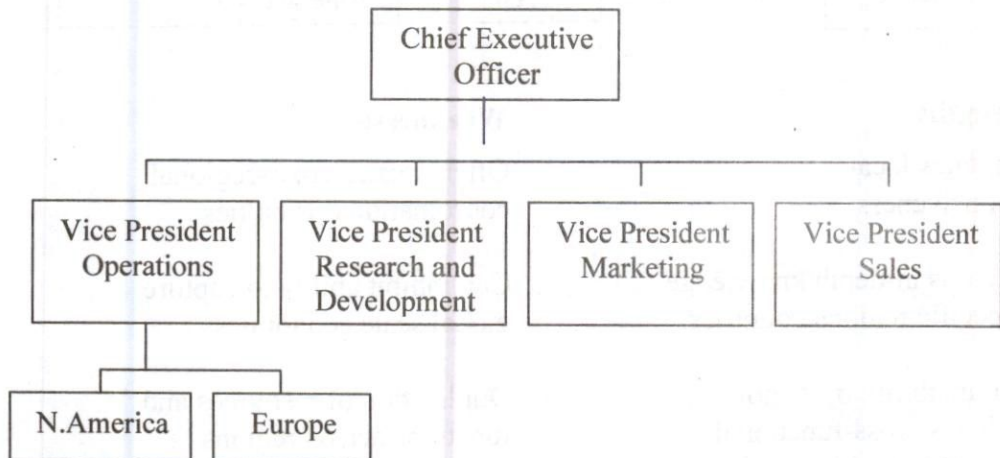 Chief Executive
Officer
Vice President
Operations
Vice President
Research and
Development
Vice President
Marketing
Vice President
Sales
N.America
Europe